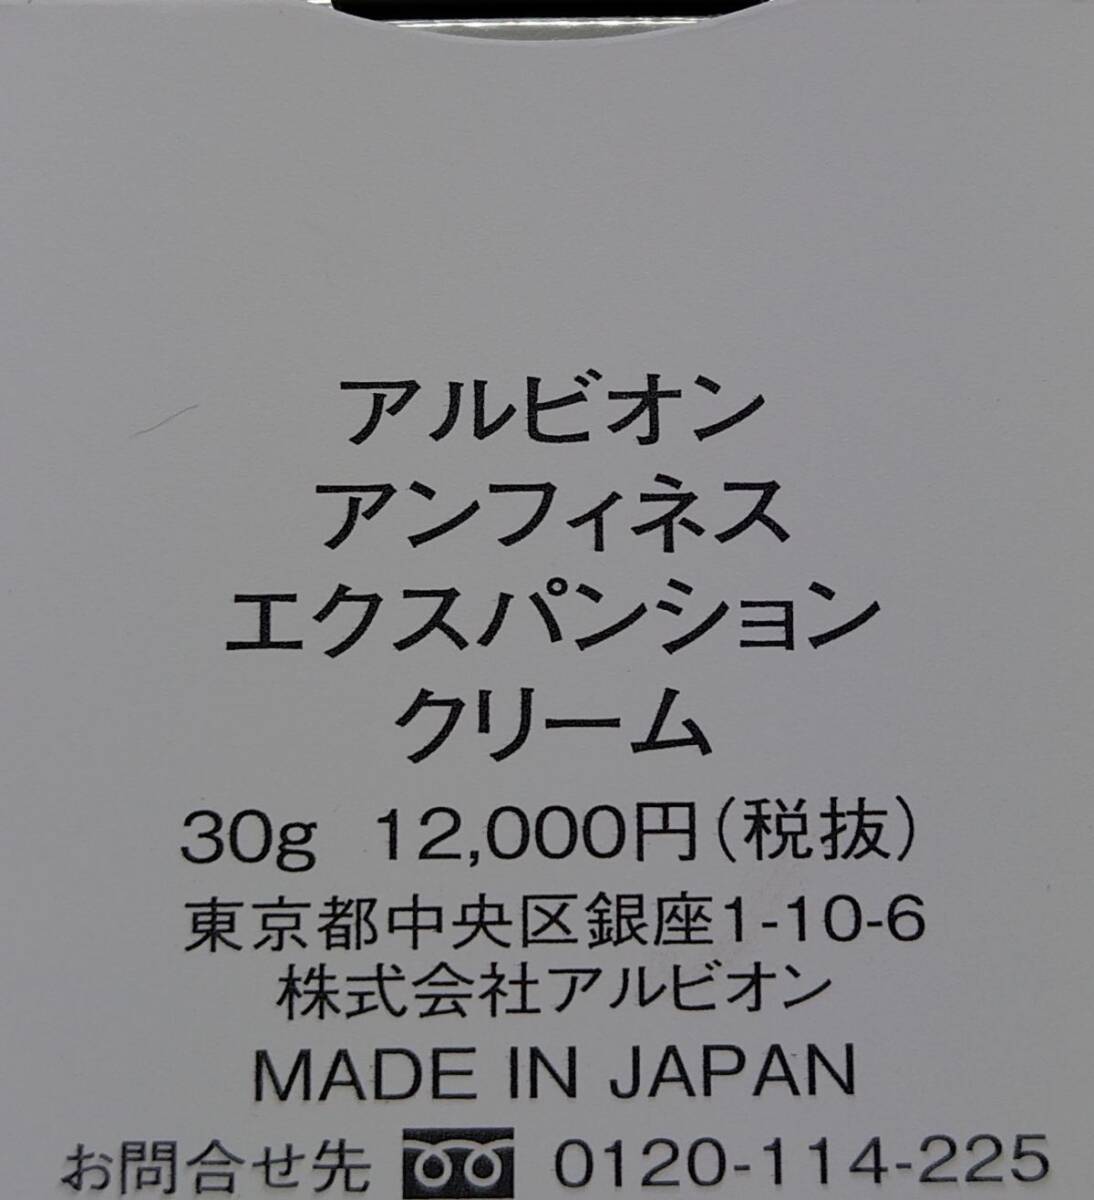 アルビオン
アンフィネス
エクスパンション
クリーム
30g 12,000円(税抜)
東京都中央区銀座1-10-6
株式会社アルビオン
MADE IN JAPAN
お問合せ先 0120-114-225